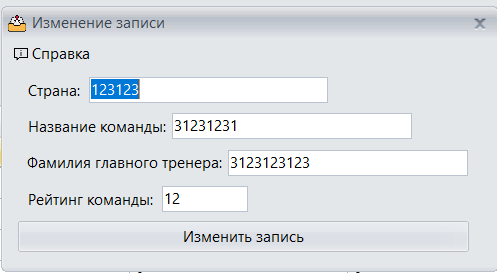 Изменение записи
Справка
Страна: 123123
Название команды: 31231231
Фамилия главного тренера: 3123123123
Рейтинг команды: 12
Изменить запись